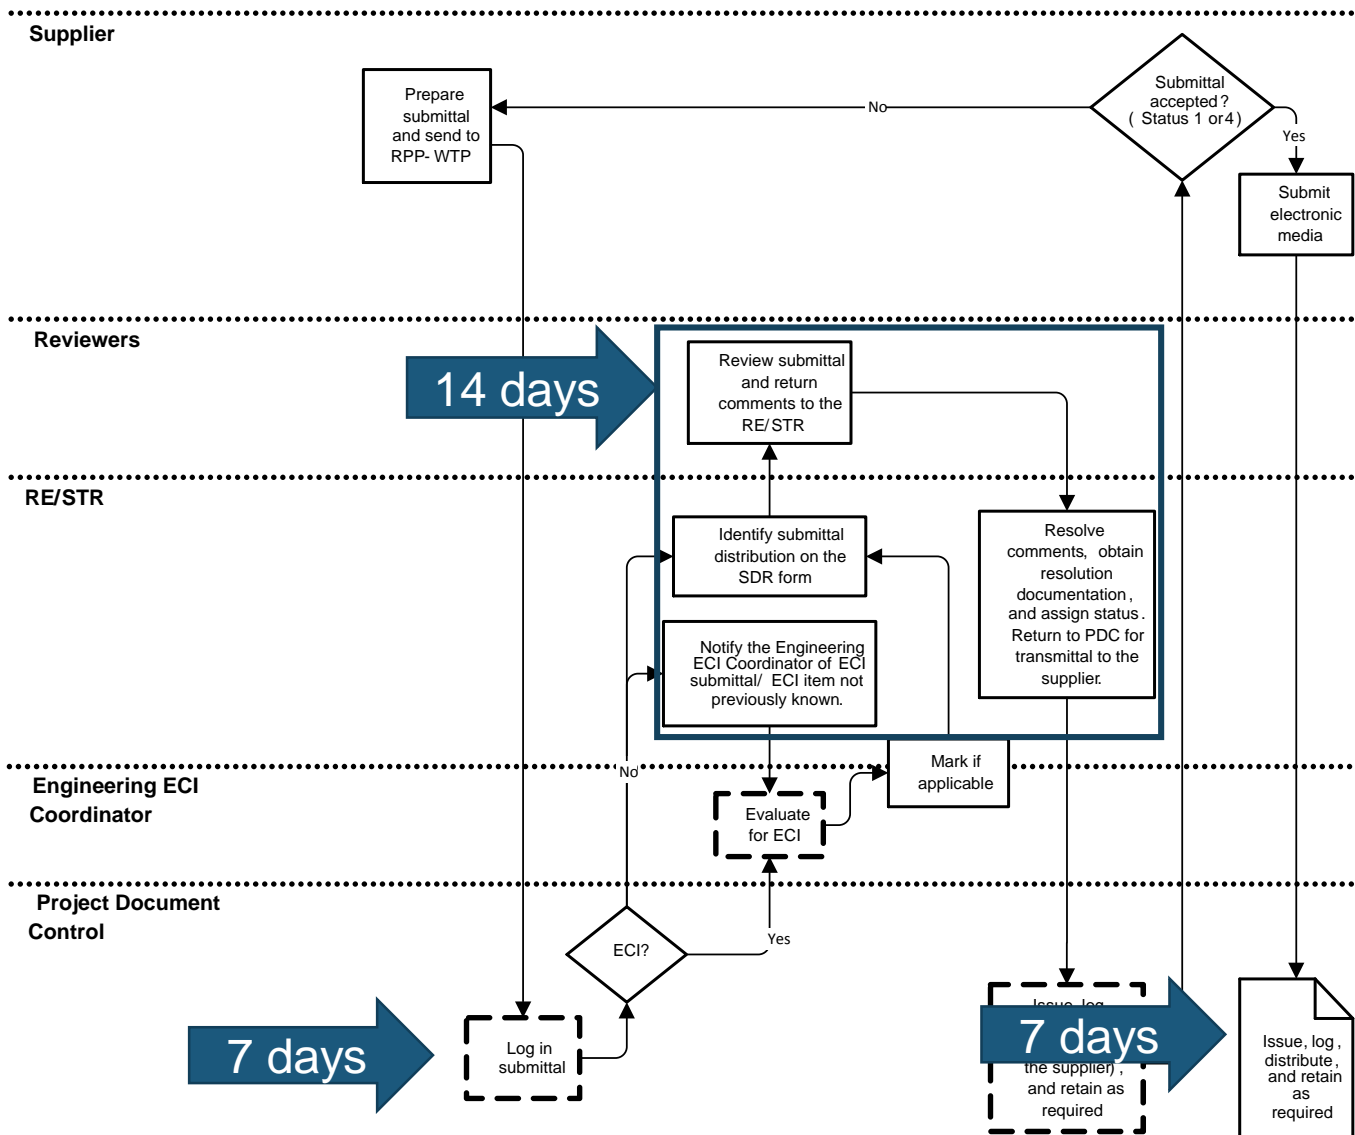 Supplier
Prepare
submittal
and send to
RPP- WTP
No
Submittal
accepted?
( Status 1 or4)
Yes
Submit
electronic
media
Reviewers
14 days
Review submittal
and return
comments to the
RE/STR
RE/STR
Identify submittal
distribution on the
SDR form
Resolve
comments, obtain
resolution
documentation,
and assign status.
Return to PDC for
transmittal to the
supplier.
Notify the Engineering
ECI Coordinator of ECI
submittal/ ECI item not
previously known.
No
Mark if
applicable
Engineering ECI
Coordinator
Evaluate
for ECI
Project Document
Control
ECI?
Yes
7 days
Log in
submittal
Issue, log
7 days
the supplier),
and retain as
required
Issue, log,
distribute,
and retain
as
required